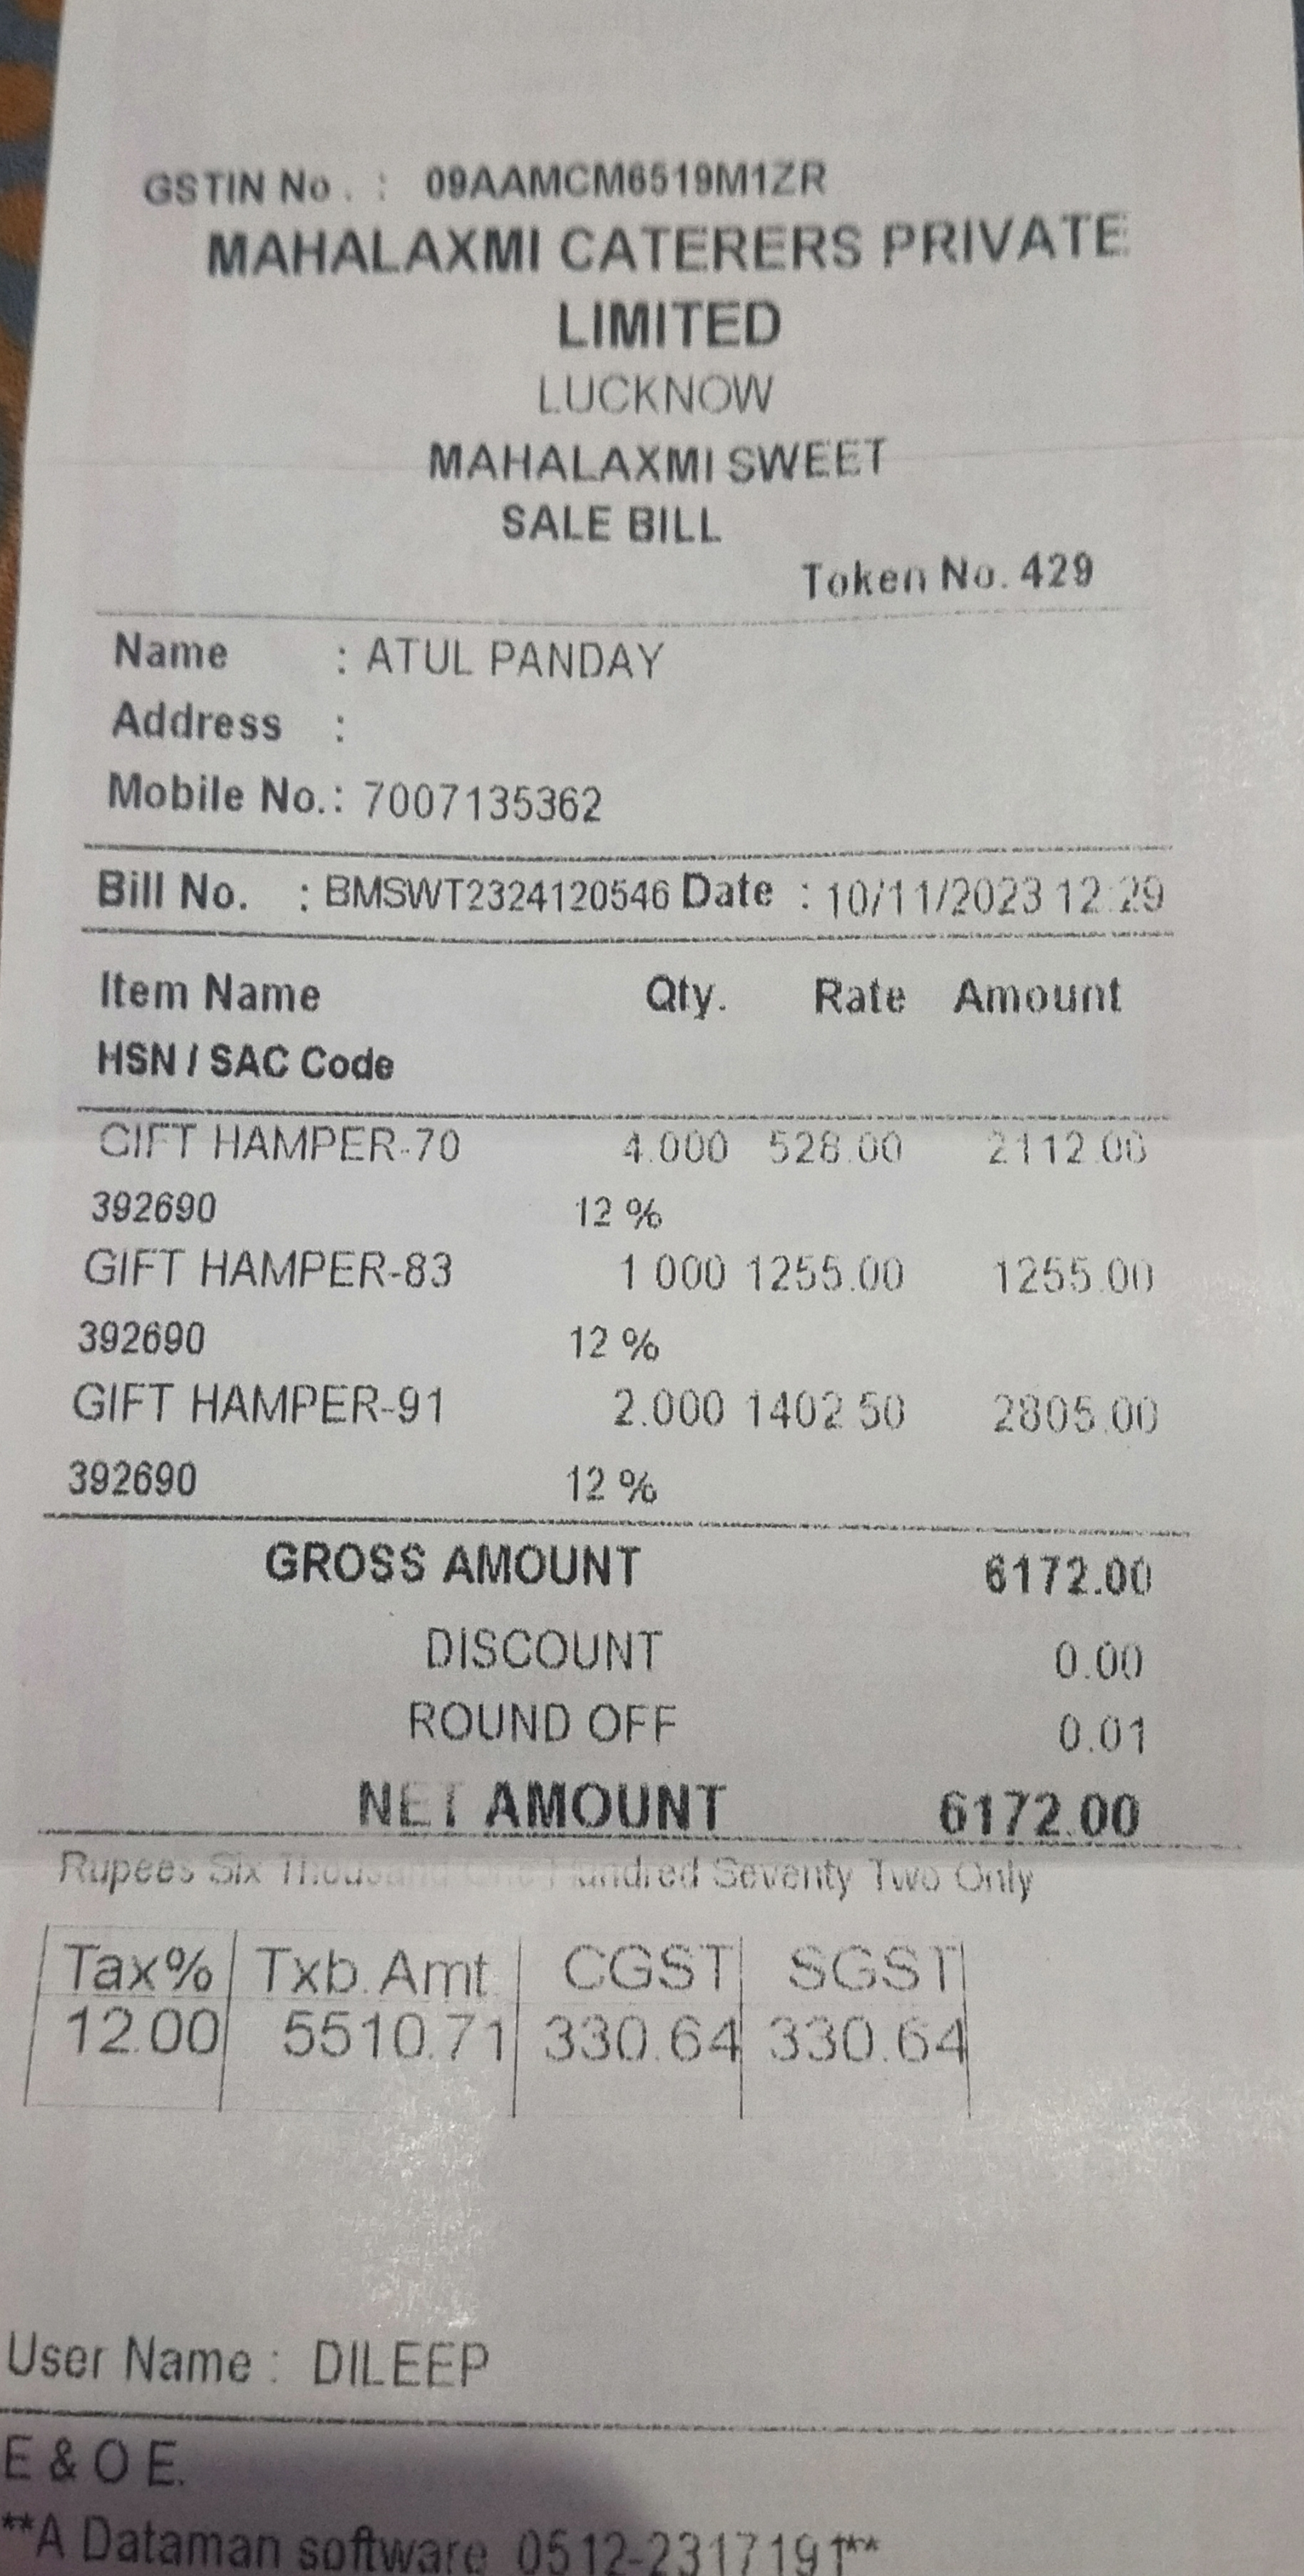 GSTIN No. : 09AAMCM6519M1ZR
MAHALAXMI CATERERS PRIVATE
LIMITED
LUCKNOW
MAHALAXMI SWEET
SALE BILL
Token No. 429
Name : ATUL PANDAY
Address :
Mobile No.: 7007135362
Bill No. : BMSWT2324120546 Date : 10/11/2023 12:29
Item Name Qty. Rate Amount
HSN / SAC Code
GIFT HAMPER-70 4.000 528.00 2112.00
392690 12 %
GIFT HAMPER-83 1 000 1255.00 1255.00
392690 12 %
GIFT HAMPER-91 2.000 1402 50 2805.00
392690 12 %
GROSS AMOUNT 6172.00
DISCOUNT 0.00
ROUND OFF 0.01
NET AMOUNT 6172.00
Rupees Six Thousand One Hundred Seventy Two Only
Tax% Txb.Amt CGST SGST
12.00 5510.71 330.64 330.64
User Name : DILEEP
E & O E.
**A Dataman software 0512-2317191**